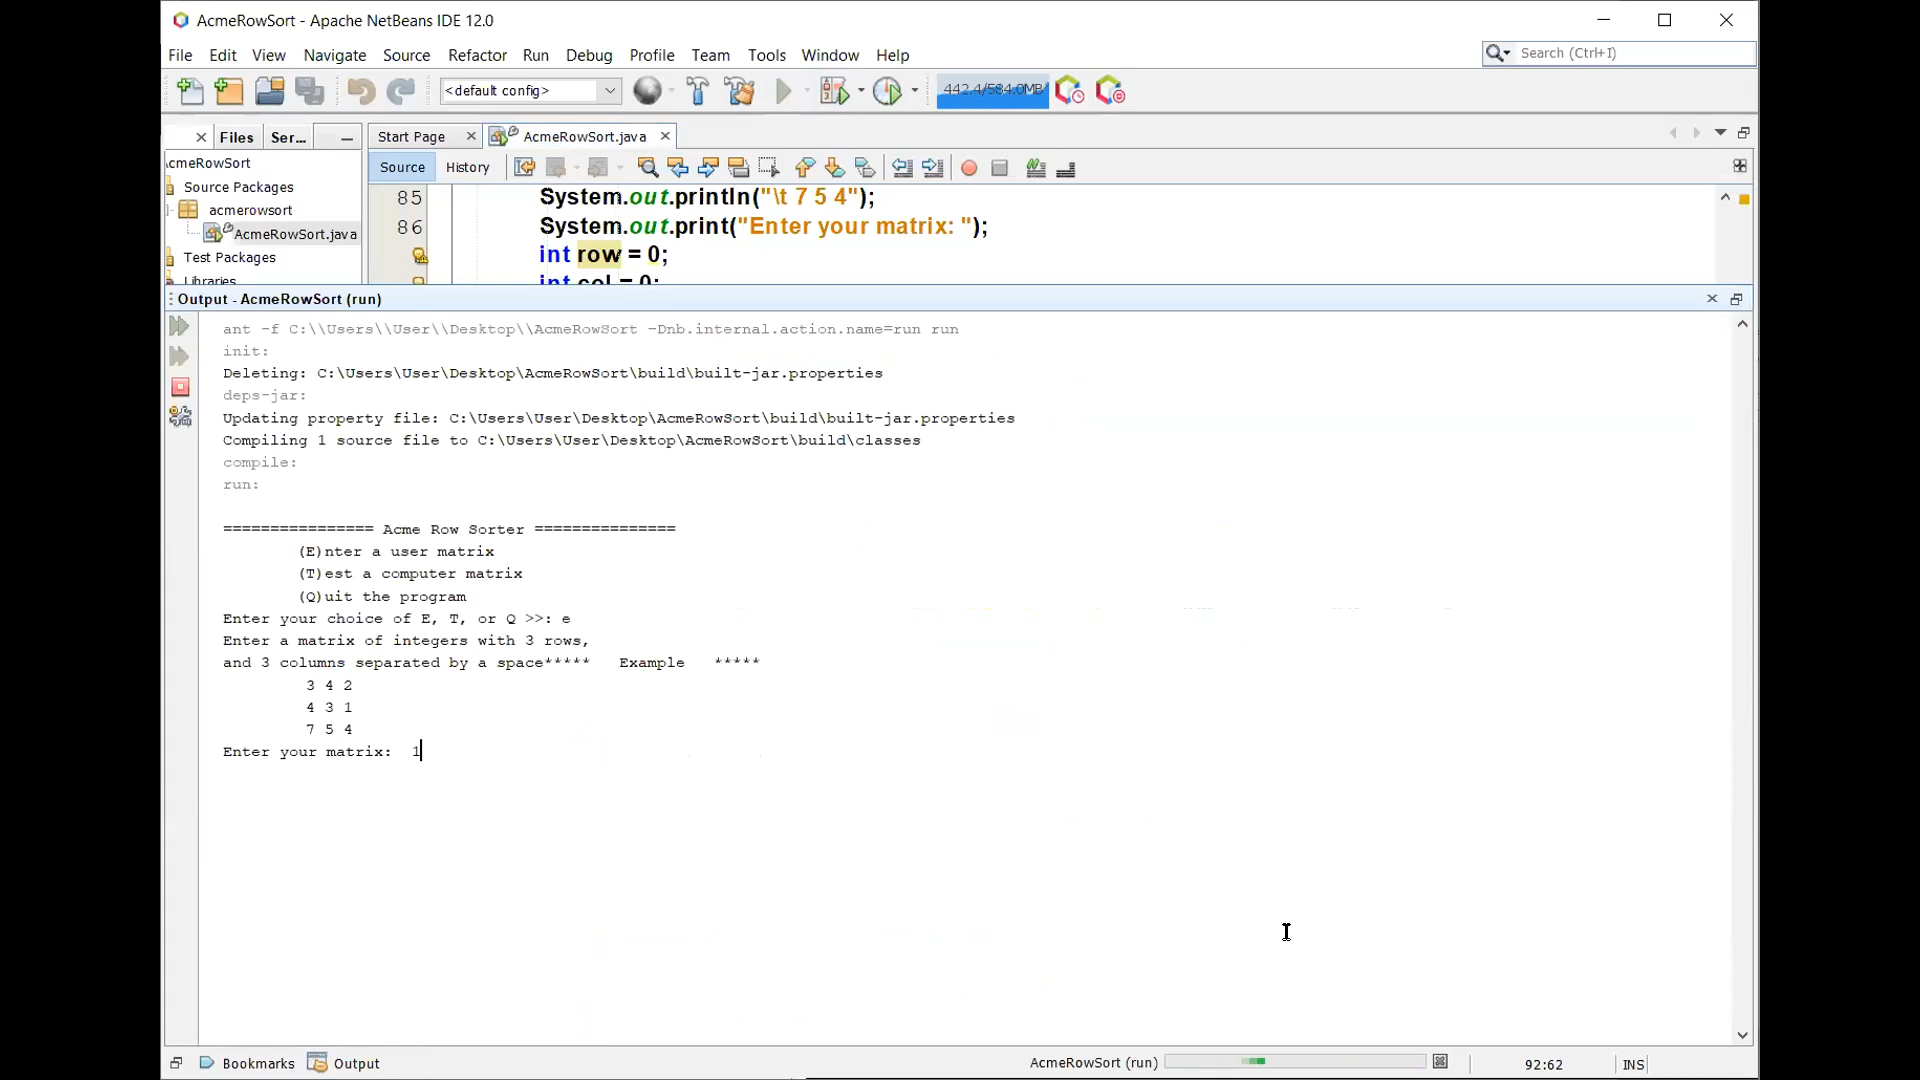 AcmeRowSort - Apache NetBeans IDE 12.0
File Edit View Navigate Source Refactor Run Debug Profile Team Tools Window Help
Search (Ctrl+I)
<default config>
442.4/584.0MB
Files Ser... Start Page AcmeRowSort.java
cmeRowSort
Source Packages
acmerowsort
AcmeRowSort.java
Test Packages
Libraries
Source History
85 System.out.println("\t 7 5 4");
86 System.out.print("Enter your matrix: ");
int row = 0;
int col = 0;
Output - AcmeRowSort (run)
ant -f C:\\Users\\User\\Desktop\\AcmeRowSort -Dnb.internal.action.name=run run
init:
Deleting: C:\Users\User\Desktop\AcmeRowSort\build\built-jar.properties
deps-jar:
Updating property file: C:\Users\User\Desktop\AcmeRowSort\build\built-jar.properties
Compiling 1 source file to C:\Users\User\Desktop\AcmeRowSort\build\classes
compile:
run:
================ Acme Row Sorter ===============
(E)nter a user matrix
(T)est a computer matrix
(Q)uit the program
Enter your choice of E, T, or Q >>: e
Enter a matrix of integers with 3 rows,
and 3 columns separated by a space***** Example *****
3 4 2
4 3 1
7 5 4
Enter your matrix: 1
Bookmarks Output
AcmeRowSort (run)
92:62
INS